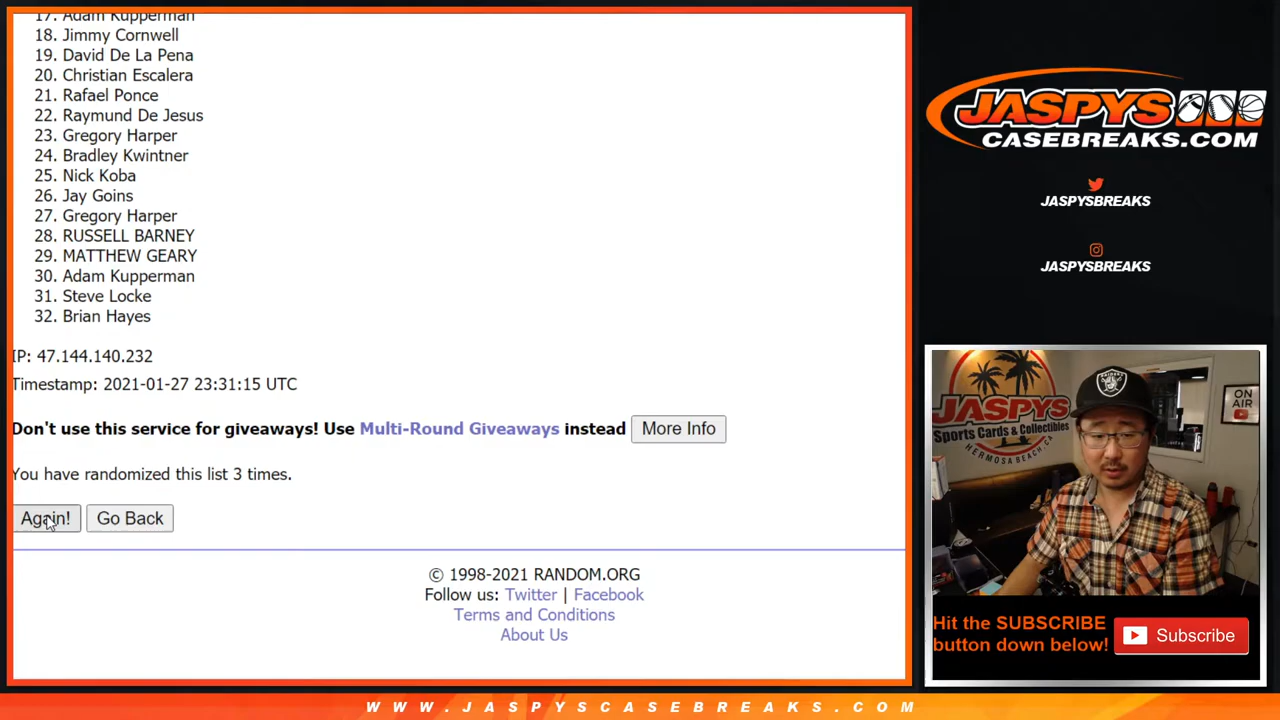 17. Adam Kupperman
18. Jimmy Cornwell
19. David De La Pena
20. Christian Escalera
21. Rafael Ponce
22. Raymund De Jesus
23. Gregory Harper
24. Bradley Kwintner
25. Nick Koba
26. Jay Goins
27. Gregory Harper
28. RUSSELL BARNEY
29. MATTHEW GEARY
30. Adam Kupperman
31. Steve Locke
32. Brian Hayes
IP: 47.144.140.232
Timestamp: 2021-01-27 23:31:15 UTC
Don't use this service for giveaways! Use Multi-Round Giveaways instead More Info
You have randomized this list 3 times.
Again! Go Back
© 1998-2021 RANDOM.ORG
Follow us: Twitter | Facebook
Terms and Conditions
About Us
JASPYS
CASEBREAKS.COM
JASPYSBREAKS
JASPYSBREAKS
JASPYS
Sports Cards & Collectibles
HERMOSA BEACH, CA
RAIDERS
ON
AIR
Hit the SUBSCRIBE
button down below!
Subscribe
WWW.JASPYSCASEBREAKS.COM